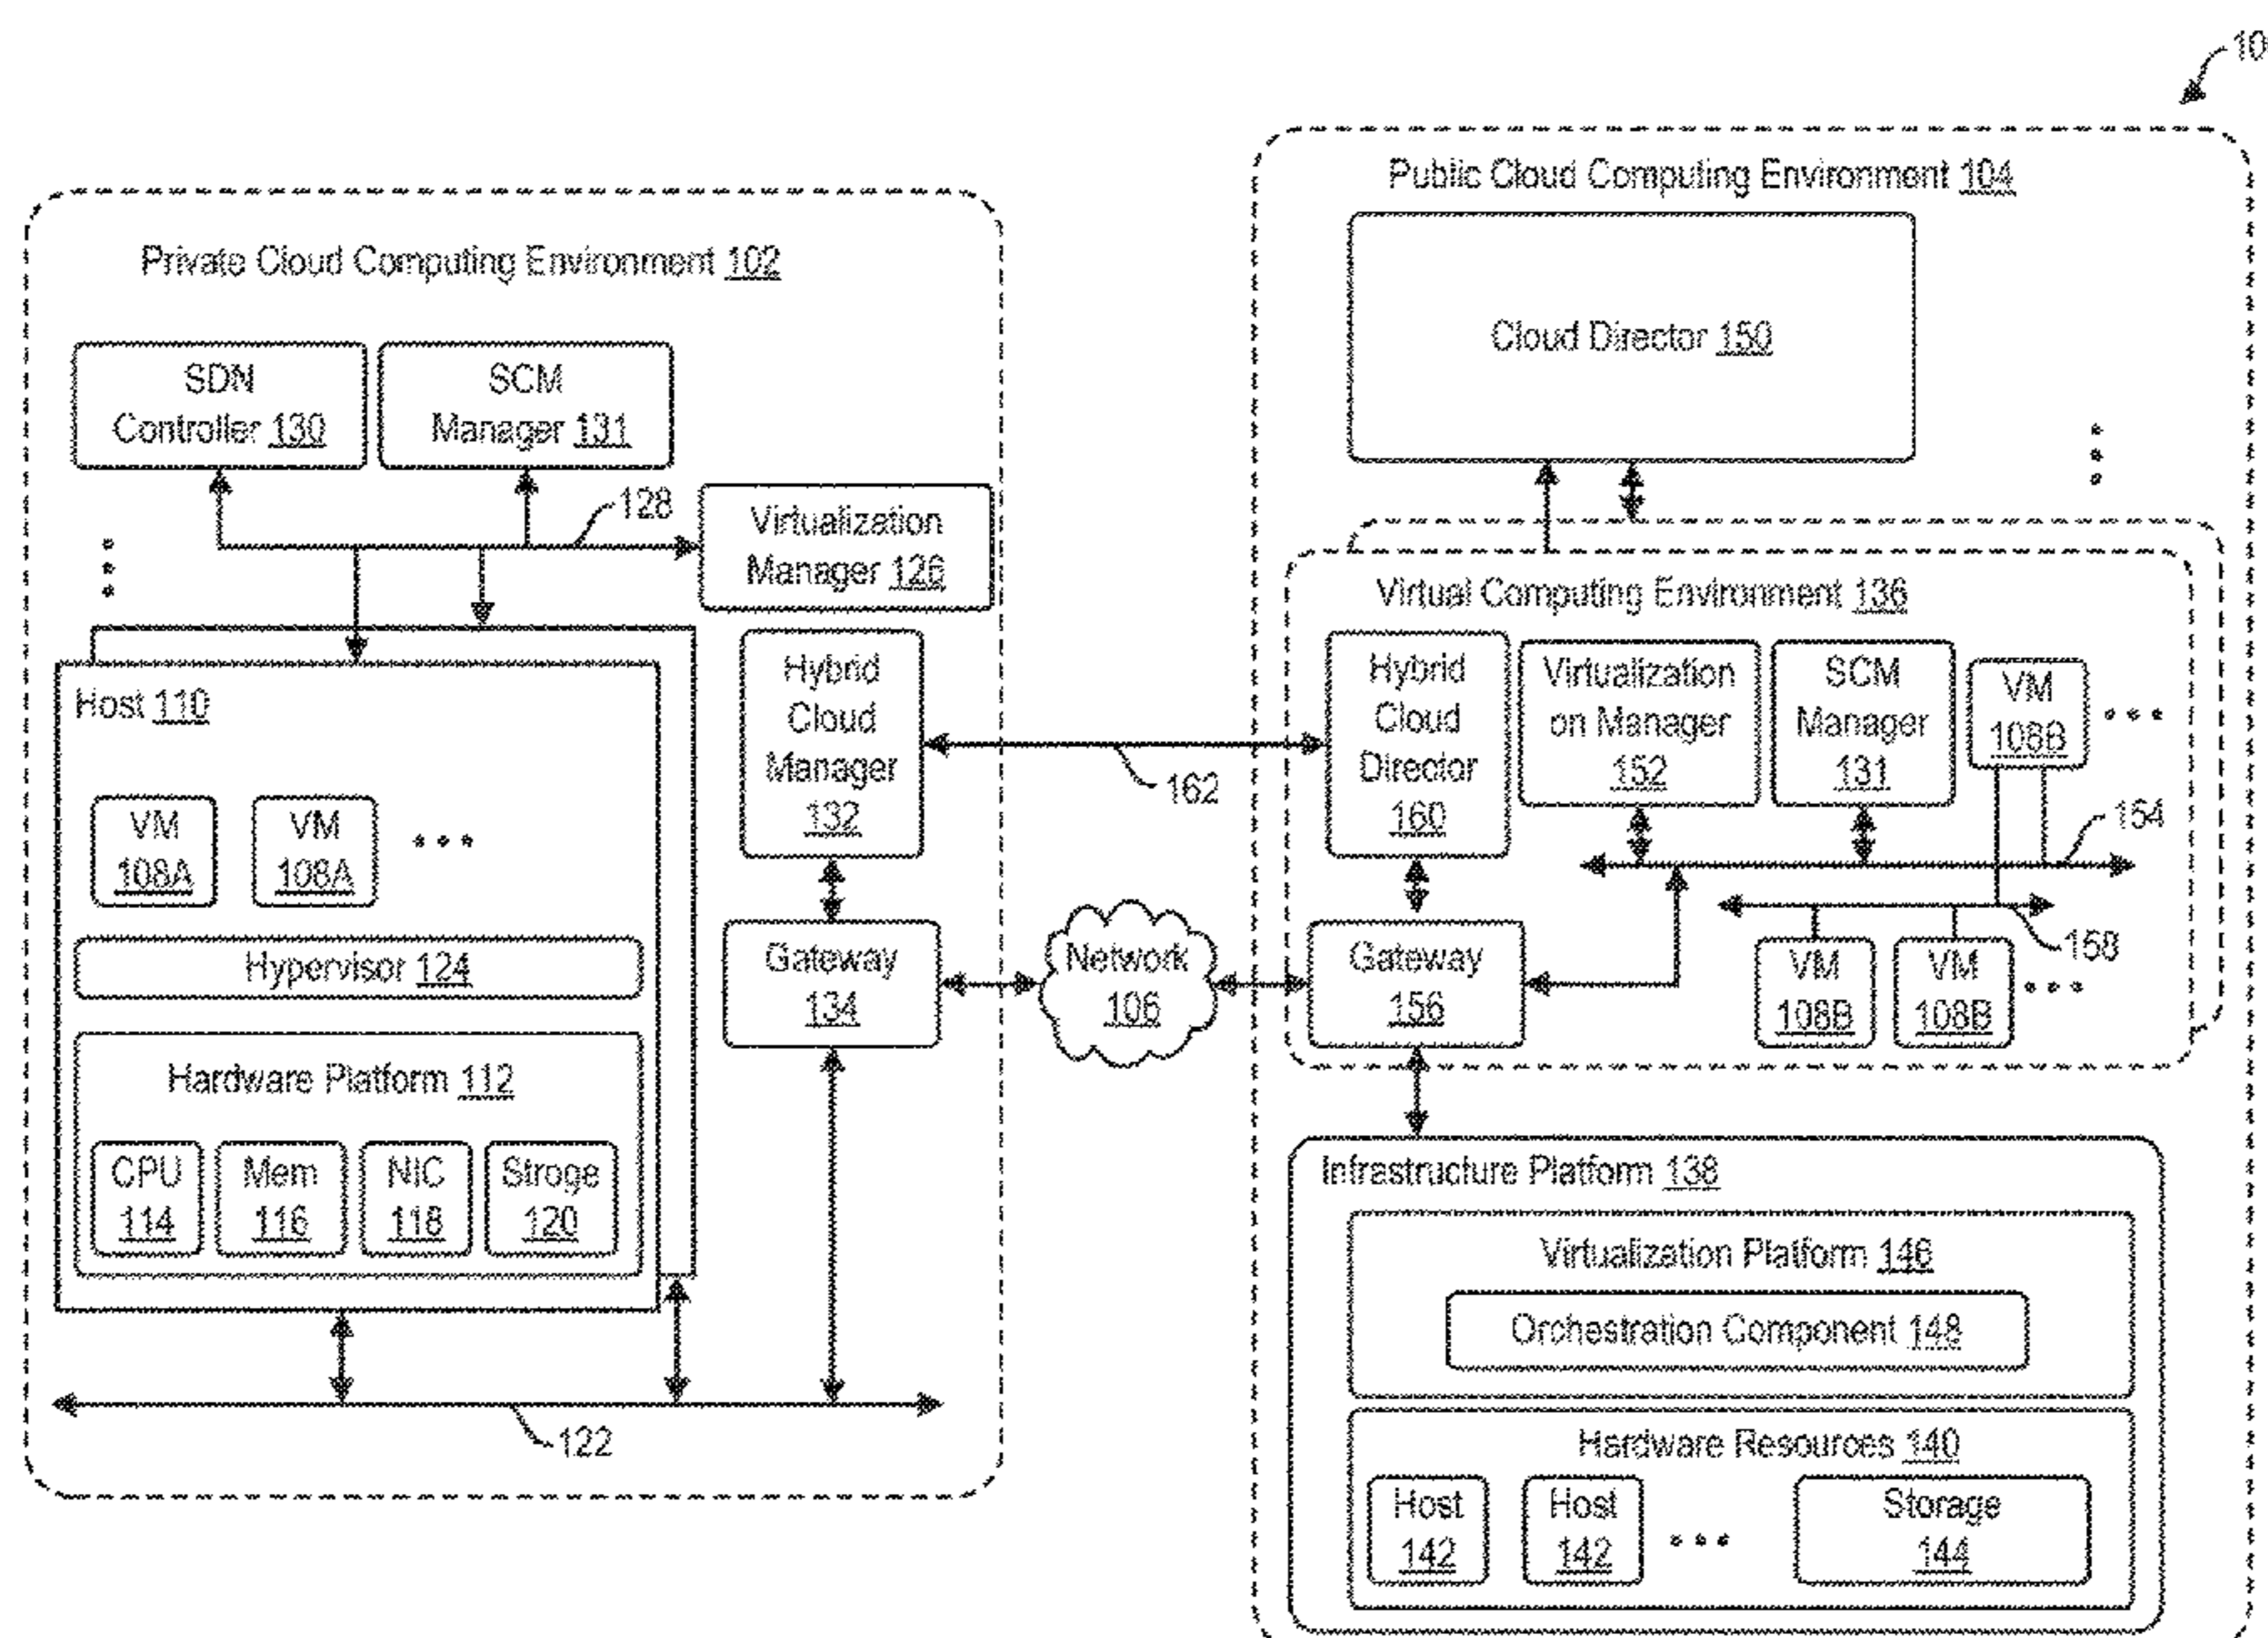 10
Public Cloud Computing Environment 104
Private Cloud Computing Environment 102
Cloud Director 150
SDN
Controller 130
SCM
Manager 131
128
Virtualization
Manager 126
Virtual Computing Environment 136
Hybrid
Cloud
Manager
132
162
Hybrid
Cloud
Director
160
Virtualization
on Manager
152
SCM
Manager
131
VM
108B
154
Host 110
VM
108A
VM
108A
Hypervisor 124
Gateway
134
Network
106
Gateway
156
158
VM
108B
VM
108B
Hardware Platform 112
CPU
114
Mem
116
NIC
118
Stroge
120
122
Infrastructure Platform 138
Virtualization Platform 146
Orchestration Component 148
Hardware Resources 140
Host
142
Host
142
Storage
144